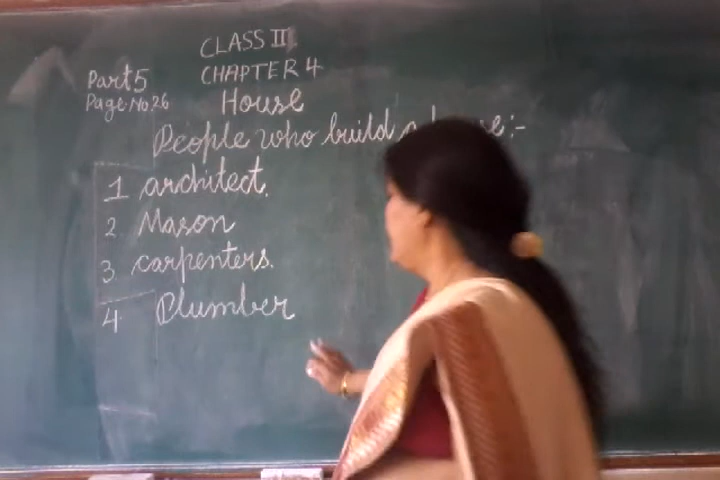 CLASS II
Part 5
CHAPTER 4
Page No. 26
House
People who build :-
1 architect.
2 Mason
3 carpenters.
4 Plumber